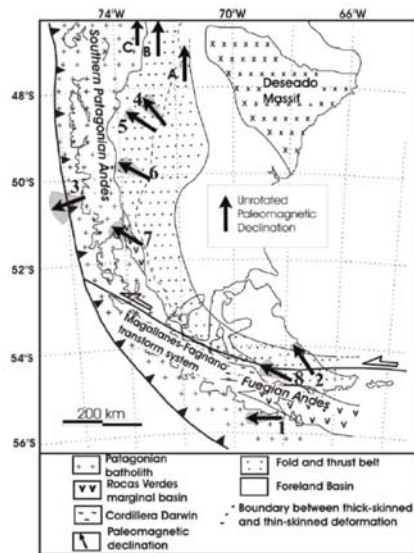 74°W
70°W
66°W
C
B
A
Southern Patagonian Andes
Deseado
Massif
48°S
4
5
6
50°S
3
Unrotated
Paleomagnetic
Declination
7
52°S
Magallanes-Fagnano
transform system
54°S
8
2
Fuegian Andes
200 km
1
56°S
Patagonian
batholith
Rocas Verdes
marginal basin
Cordillera Darwin
Paleomagnetic
declination
Fold and thrust belt
Foreland Basin
Boundary between thick-skinned
and thin-skinned deformation